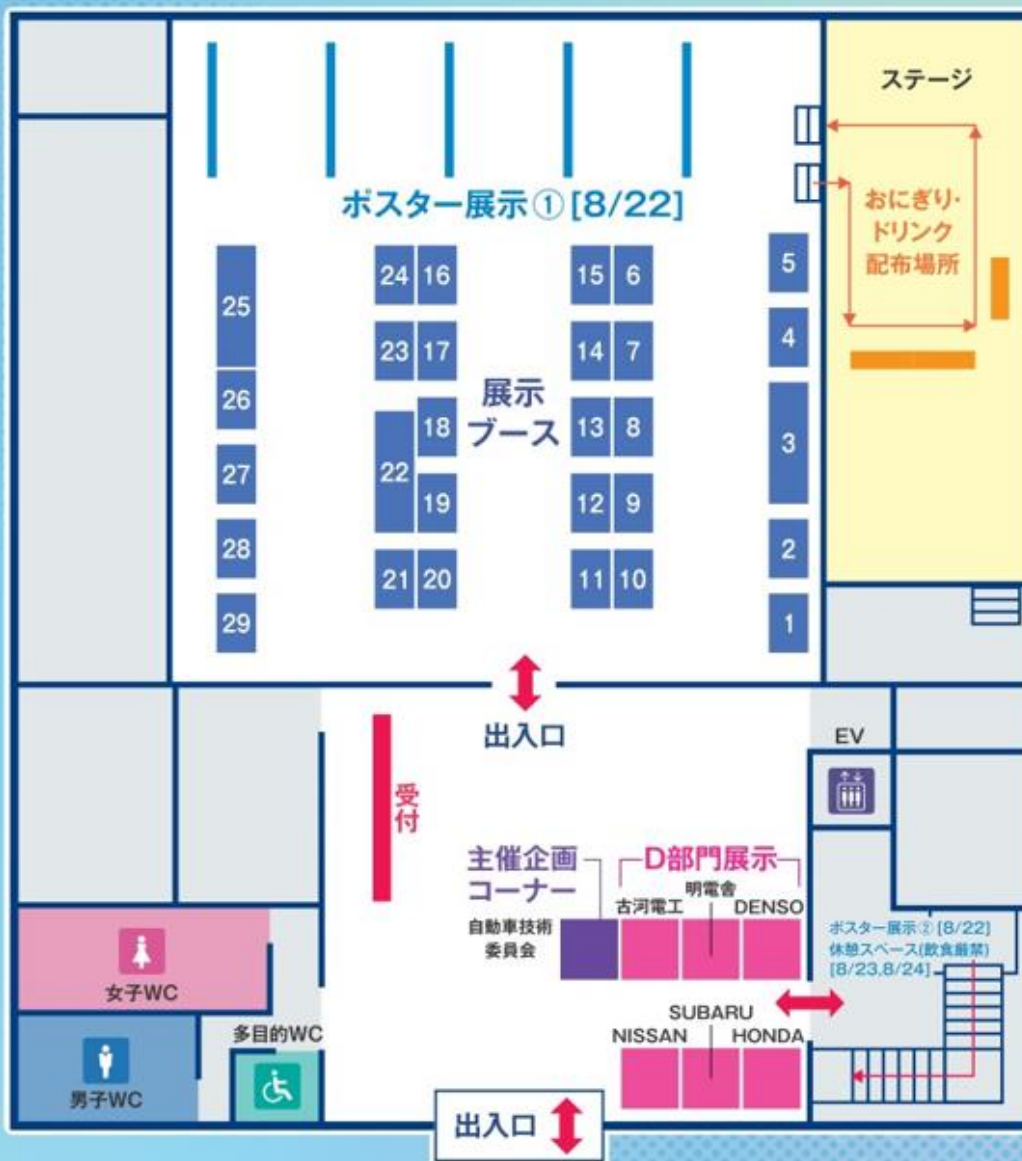 ステージ
おにぎり・
ドリンク
配布場所
ポスター展示①[8/22]
25
26
27
28
29
24 16
23 17
18
22
19
21 20
展示
ブース
15 6
14 7
13 8
12 9
11 10
5
4
3
2
1
出入口
受付
EV
主催企画
コーナー
自動車技術
委員会
D部門展示
明電舎
古河電工
DENSO
SUBARU
NISSAN
HONDA
ポスター展示②[8/22]
休憩スペース(飲食厳禁)
[8/23,8/24]
女子WC
男子WC
多目的WC
出入口